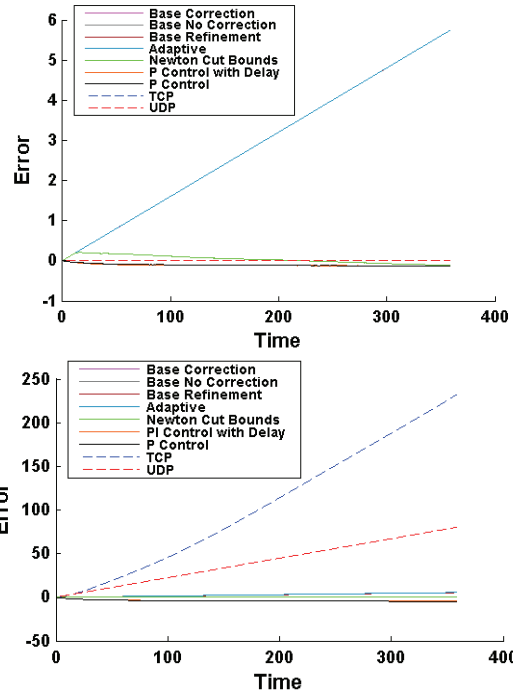 6
5
4
3
2
1
0
-1
Error
Base Correction
Base No Correction
Base Refinement
Adaptive
Newton Cut Bounds
P Control with Delay
P Control
TCP
UDP
0 100 200 300 400
Time
250
200
150
100
50
0
-50
Error
Base Correction
Base No Correction
Base Refinement
Adaptive
Newton Cut Bounds
PI Control with Delay
P Control
TCP
UDP
0 100 200 300 400
Time